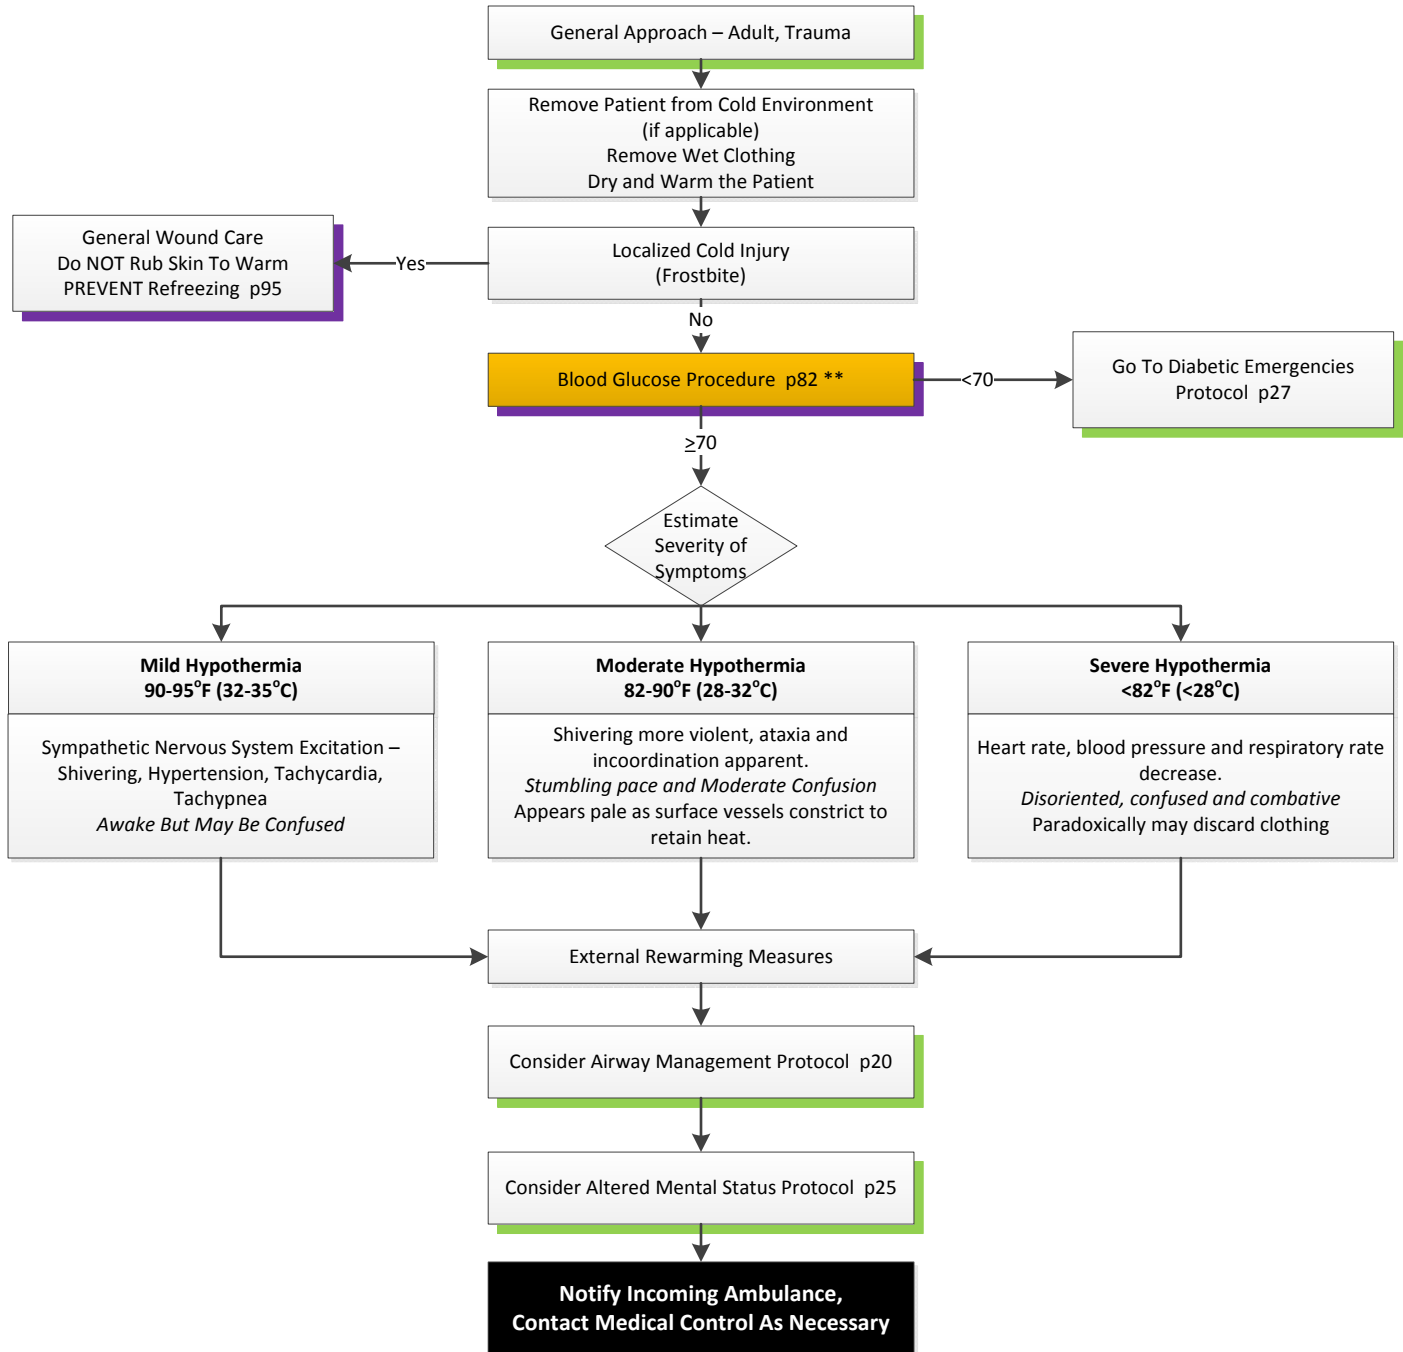 General Approach – Adult, Trauma
Remove Patient from Cold Environment
(if applicable)
Remove Wet Clothing
Dry and Warm the Patient
General Wound Care
Do NOT Rub Skin To Warm
PREVENT Refreezing p95
Yes
Localized Cold Injury
(Frostbite)
No
Blood Glucose Procedure p82 **
<70
Go To Diabetic Emergencies
Protocol p27
≥70
Estimate
Severity of
Symptoms
Mild Hypothermia
90-95°F (32-35°C)
Sympathetic Nervous System Excitation –
Shivering, Hypertension, Tachycardia,
Tachypnea
Awake But May Be Confused
Moderate Hypothermia
82-90°F (28-32°C)
Shivering more violent, ataxia and
incoordination apparent.
Stumbling pace and Moderate Confusion
Appears pale as surface vessels constrict to
retain heat.
Severe Hypothermia
<82°F (<28°C)
Heart rate, blood pressure and respiratory rate
decrease.
Disoriented, confused and combative
Paradoxically may discard clothing
External Rewarming Measures
Consider Airway Management Protocol p20
Consider Altered Mental Status Protocol p25
Notify Incoming Ambulance,
Contact Medical Control As Necessary